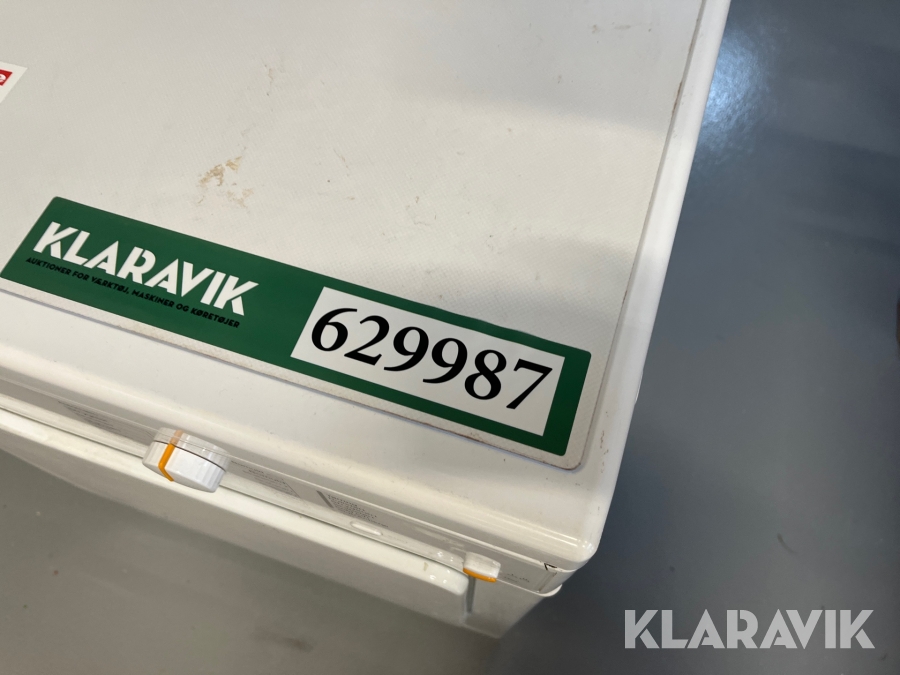 KLARAVIK
AUKTIONER FOR VÆRKTØJ, MASKINER OG KØRETØJER
629987
KLARAVIK